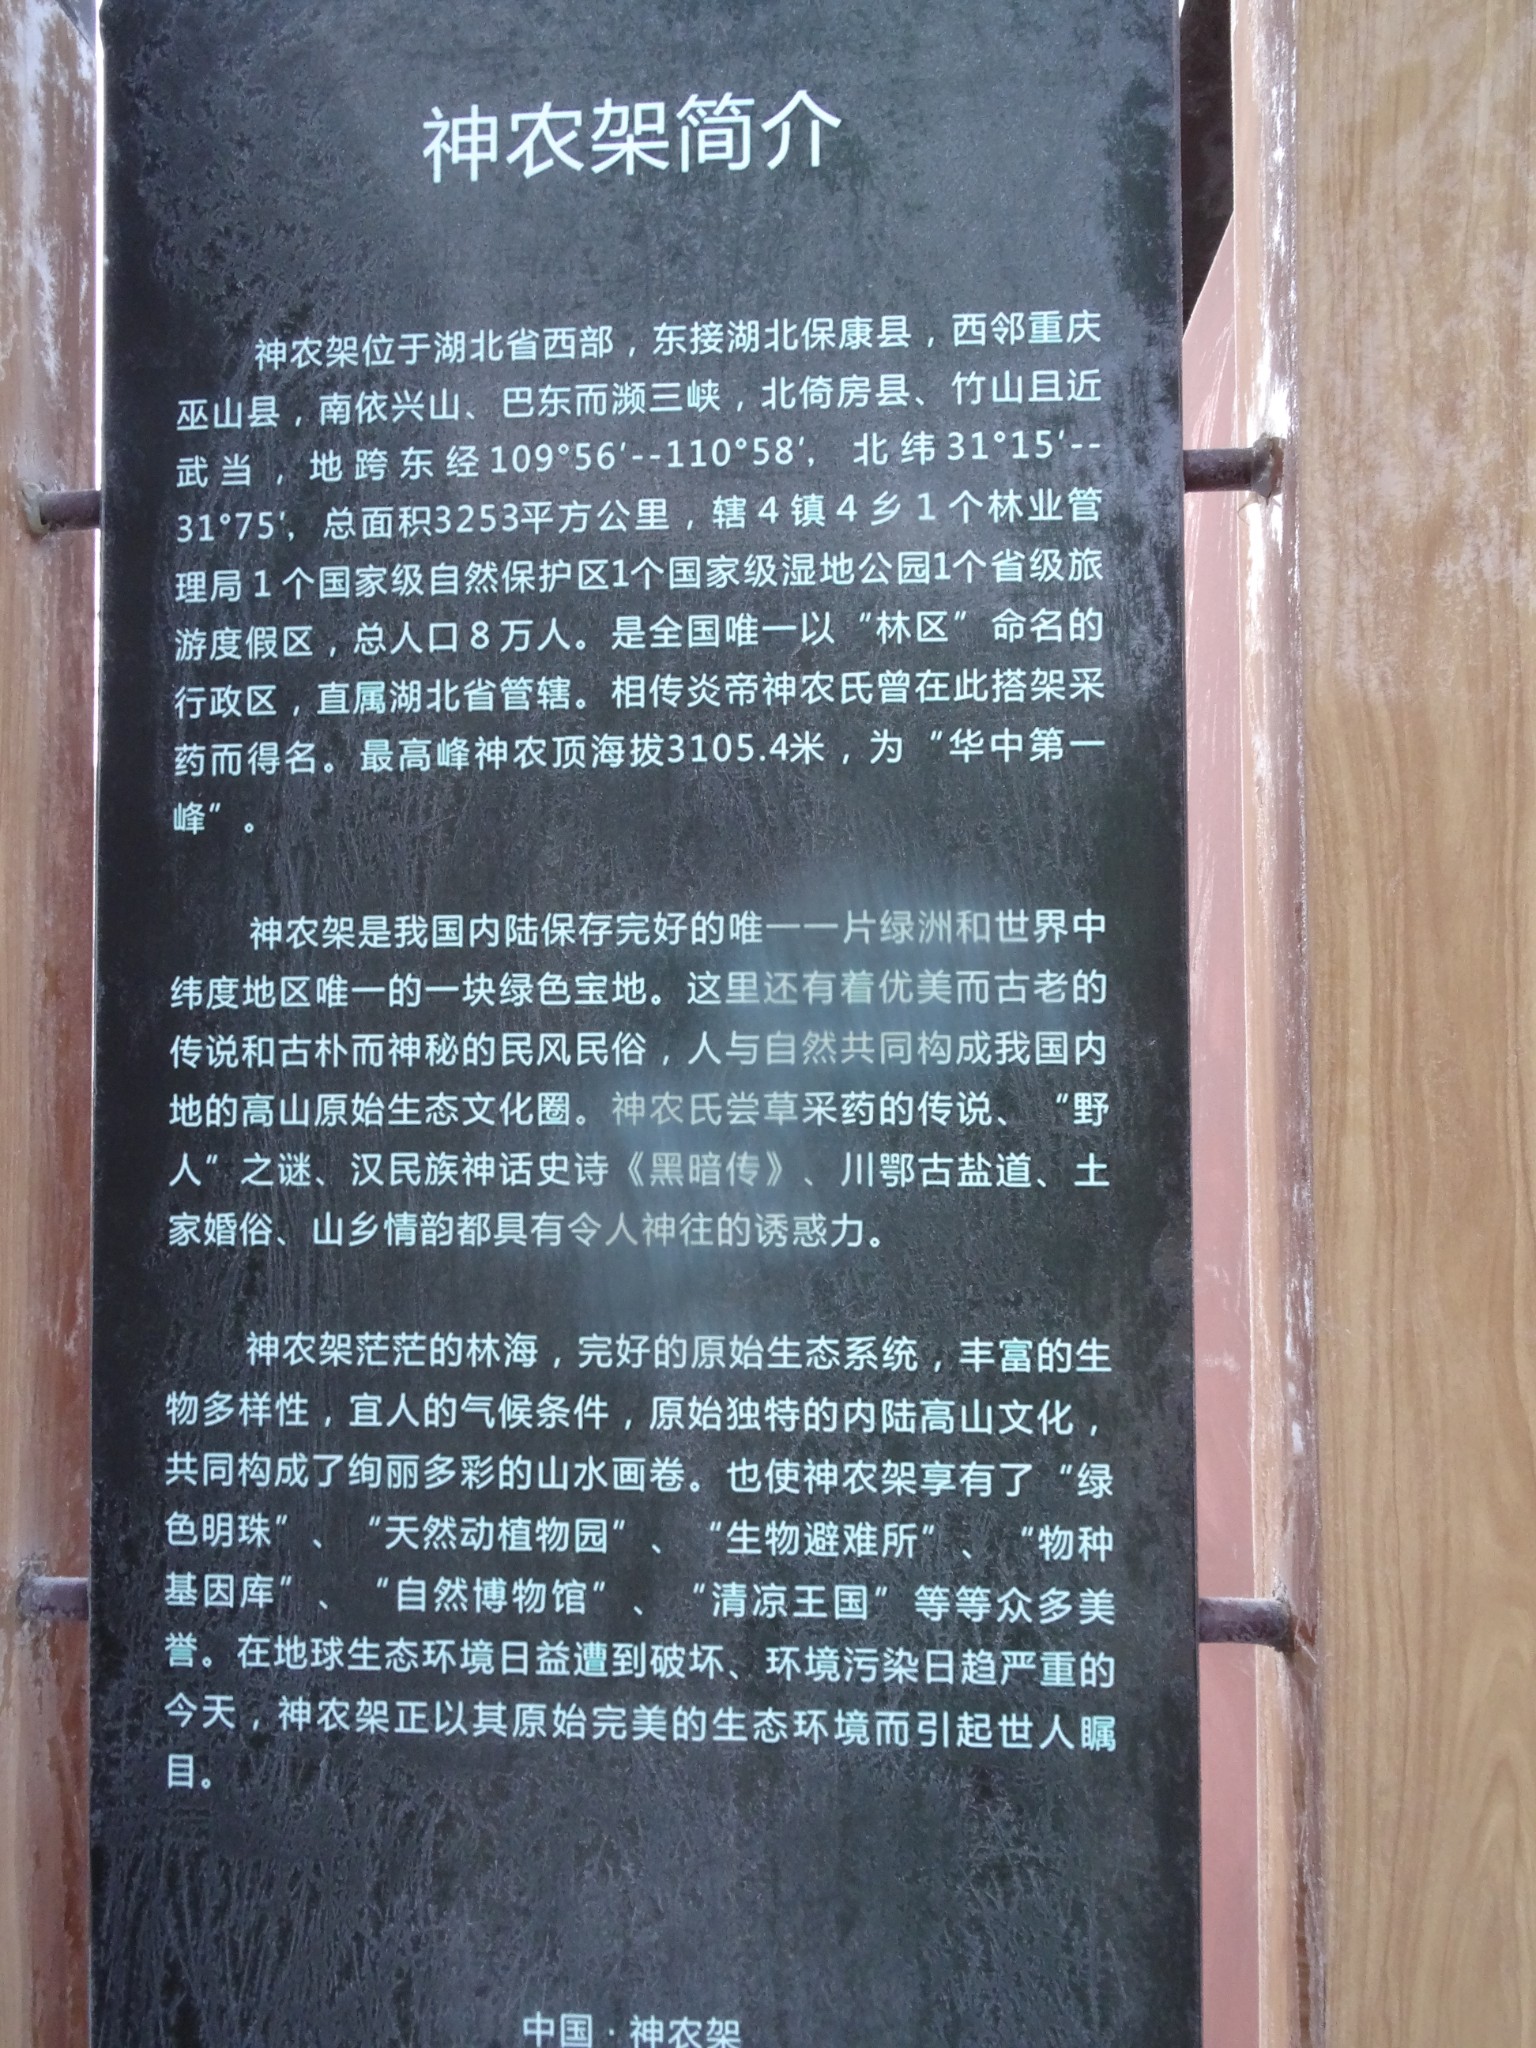 神农架简介
神农架位于湖北省西部，东接湖北保康县，西邻重庆
巫山县，南依兴山、巴东而濒三峡，北倚房县、竹山且近
武当，地跨东经109°56′--110°58′，北纬31°15′--
31°75′，总面积3253平方公里，辖4镇4乡1个林业管
理局1个国家级自然保护区1个国家级湿地公园1个省级旅
游度假区，总人口8万人。是全国唯一以“林区”命名的
行政区，直属湖北省管辖。相传炎帝神农氏曾在此搭架采
药而得名。最高峰神农顶海拔3105.4米，为“华中第一
峰”。
神农架是我国内陆保存完好的唯一一片绿洲和世界中
纬度地区唯一的一块绿色宝地。这里还有着优美而古老的
传说和古朴而神秘的民风民俗，人与自然共同构成我国内
地的高山原始生态文化圈。神农氏尝草采药的传说、“野
人”之谜、汉民族神话史诗《黑暗传》、川鄂古盐道、土
家婚俗、山乡情韵都具有令人神往的诱惑力。
神农架茫茫的林海，完好的原始生态系统，丰富的生
物多样性，宜人的气候条件，原始独特的内陆高山文化，
共同构成了绚丽多彩的山水画卷。也使神农架享有了“绿
色明珠”、“天然动植物园”、“生物避难所”、“物种
基因库”、“自然博物馆”、“清凉王国”等等众多美
誉。在地球生态环境日益遭到破坏、环境污染日趋严重的
今天，神农架正以其原始完美的生态环境而引起世人瞩
目。
中国·神农架